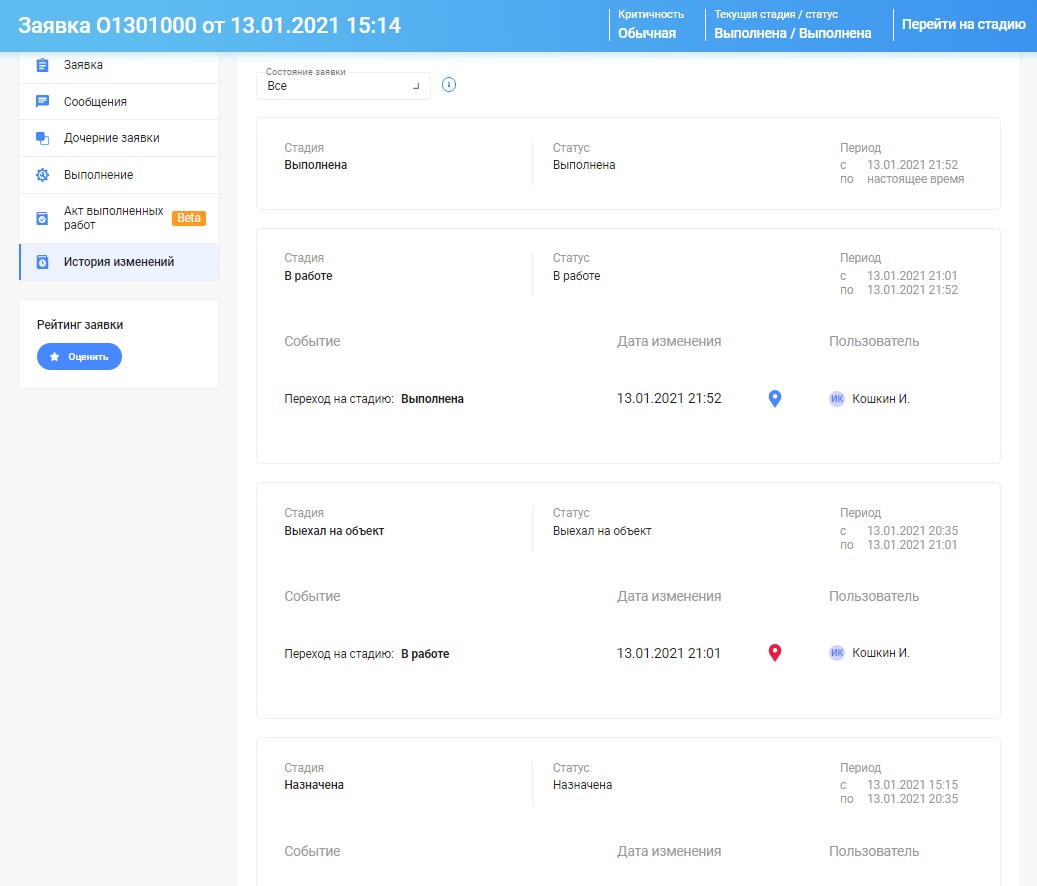 Заявка О1301000 от 13.01.2021 15:14
Критичность
Обычная
Текущая стадия / статус
Выполнена / Выполнена
Перейти на стадию
Заявка
Сообщения
Дочерние заявки
Выполнение
Акт выполненных
работ
Beta
История изменений
Рейтинг заявки
Оценить
Состояние заявки
Все
Стадия
Выполнена
Статус
Выполнена
Период
с 13.01.2021 21:52
по настоящее время
Стадия
В работе
Статус
В работе
Период
с 13.01.2021 21:01
по 13.01.2021 21:52
Событие Дата изменения Пользователь
Переход на стадию: Выполнена 13.01.2021 21:52 ИК Кошкин И.
Стадия
Выехал на объект
Статус
Выехал на объект
Период
с 13.01.2021 20:35
по 13.01.2021 21:01
Событие Дата изменения Пользователь
Переход на стадию: В работе 13.01.2021 21:01 ИК Кошкин И.
Стадия
Назначена
Статус
Назначена
Период
с 13.01.2021 15:15
по 13.01.2021 20:35
Событие Дата изменения Пользователь